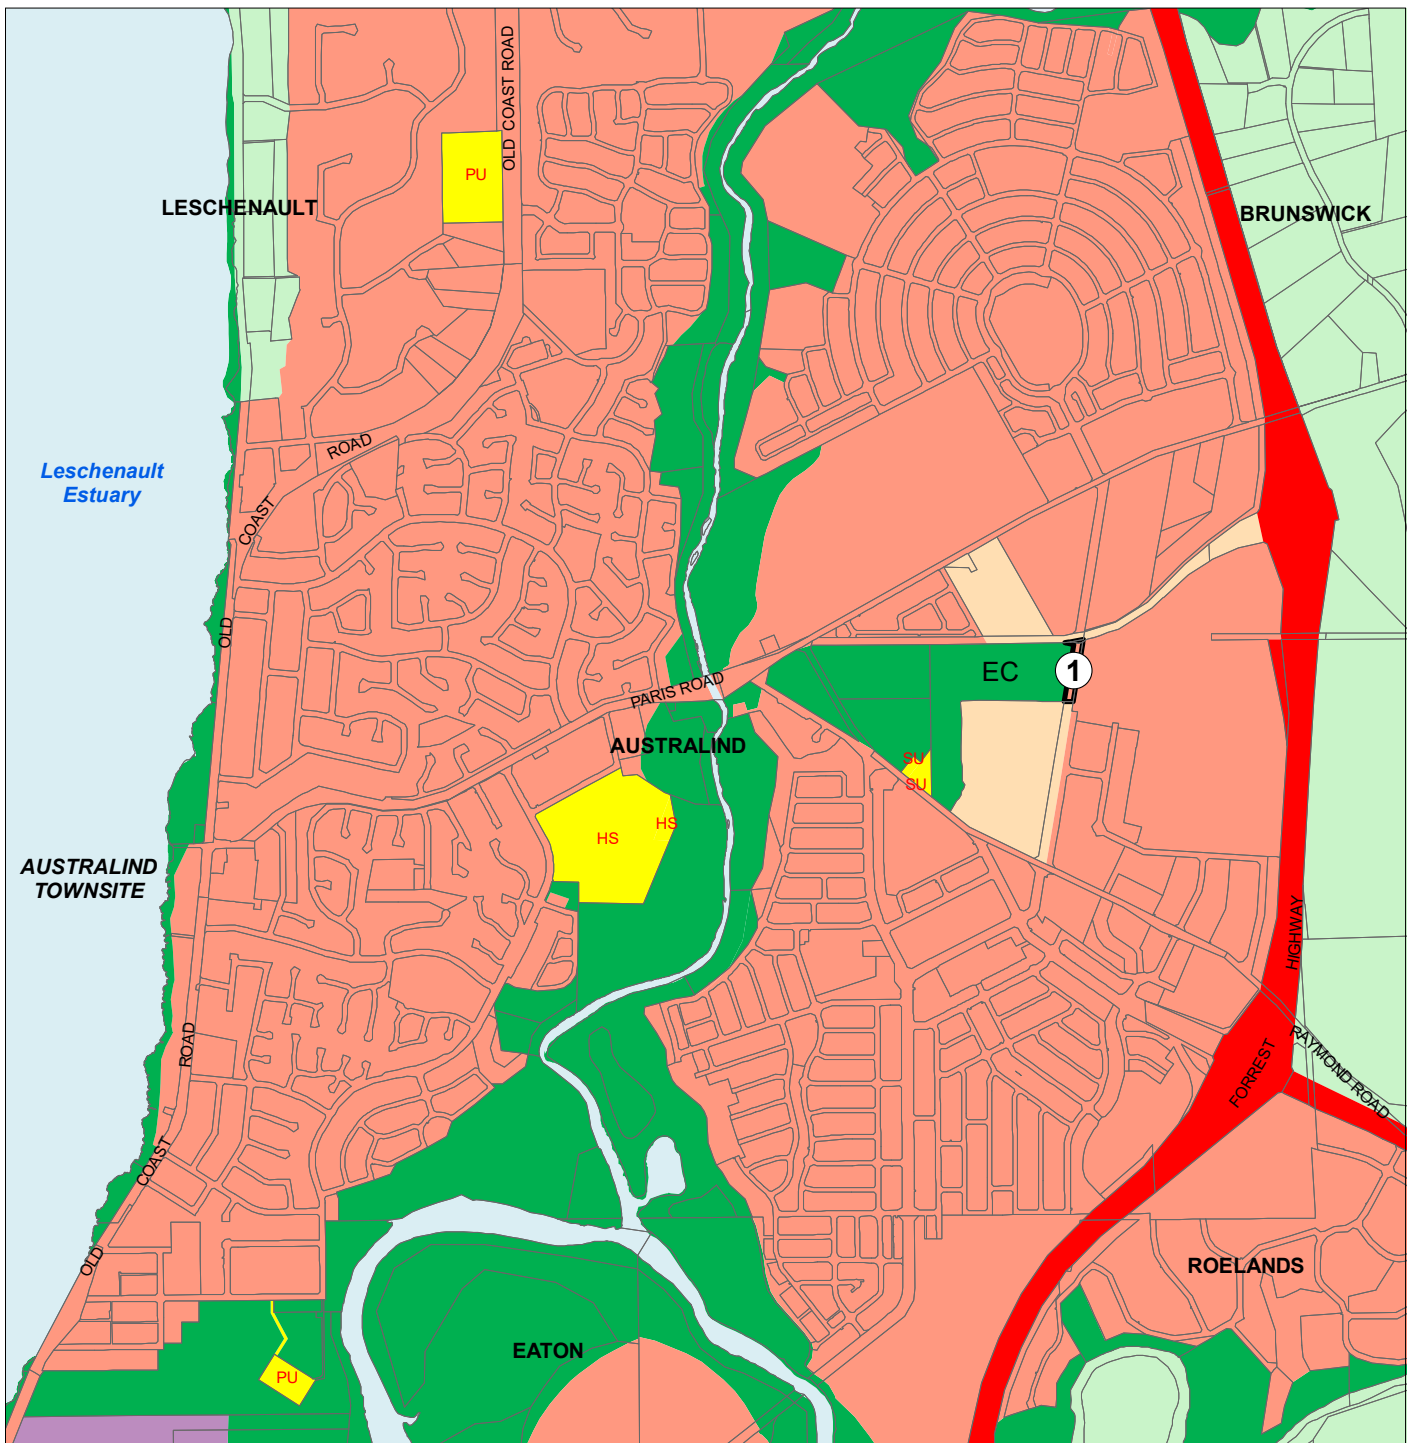 OLD COAST ROAD
PU
LESCHENAULT
BRUNSWICK
ROAD
Leschenault
Estuary
COAST
OLD
EC
1
PARIS ROAD
AUSTRALIND
SU
SU
HS
HS
AUSTRALIND
TOWNSITE
HIGHWAY
ROAD
FORREST
RAYMOND ROAD
COAST
OLD
ROELANDS
EATON
PU